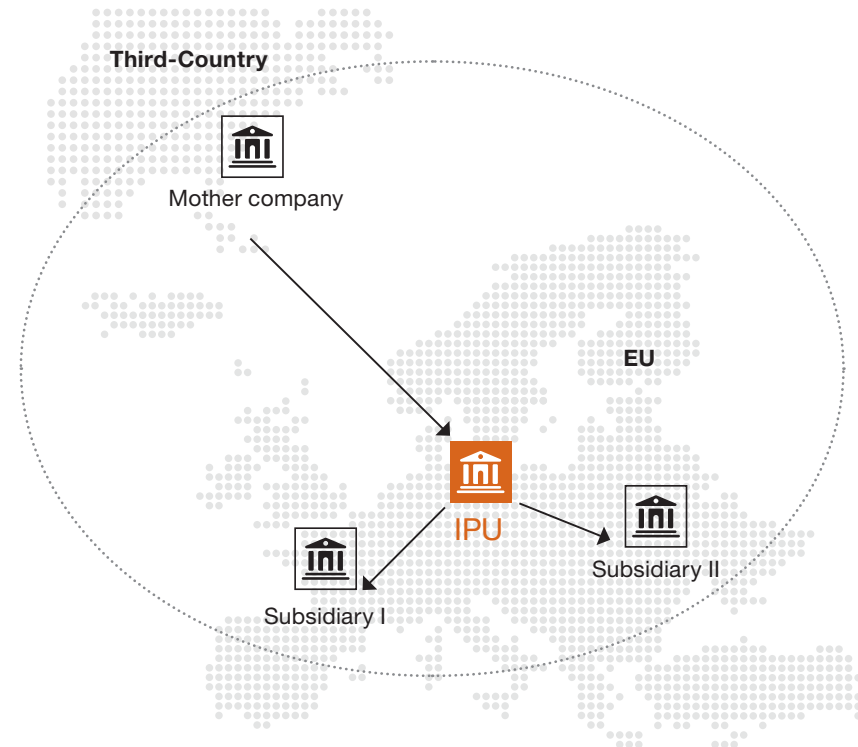 Third-Country
Mother company
EU
IPU
Subsidiary II
Subsidiary I